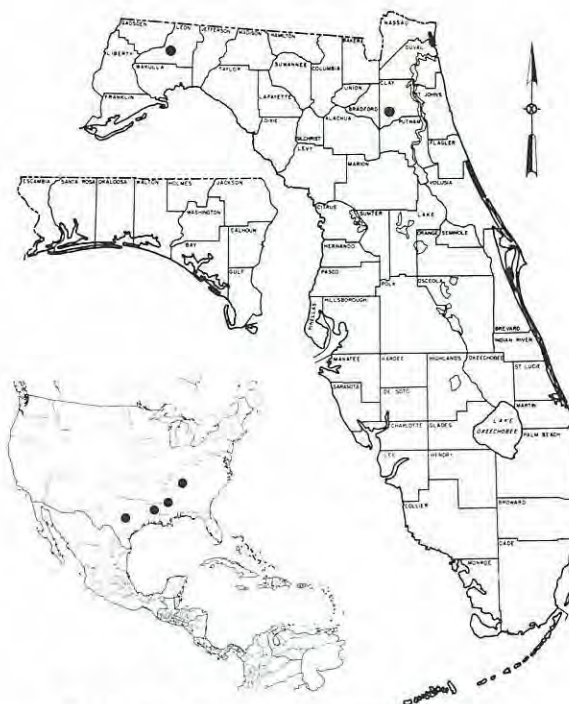 NASSAU
GADSDEN
LEON
JEFFERSON
MADISON
HAMILTON
BAKER
DUVAL
LIBERTY
WAKULLA
TAYLOR
SUWANNEE
COLUMBIA
UNION
CLAY
ST JOHNS
FRANKLIN
LAFAYETTE
BRADFORD
DIXIE
ALACHUA
PUTNAM
GILCHRIST
LEVY
FLAGLER
MARION
VOLUSIA
ESCAMBIA
SANTA ROSA
OKALOOSA
WALTON
HOLMES
JACKSON
WASHINGTON
BAY
CALHOUN
GULF
CITRUS
SUMTER
LAKE
HERNANDO
ORANGE
SEMINOLE
PASCO
POLK
OSCEOLA
PINELLAS
HILLSBOROUGH
BREVARD
INDIAN RIVER
MANATEE
HARDEE
HIGHLANDS
OKEECHOBEE
ST LUCIE
SARASOTA
DE SOTO
MARTIN
CHARLOTTE
GLADES
LAKE
OKEECHOBEE
PALM BEACH
LEE
HENDRY
COLLIER
BROWARD
DADE
MONROE